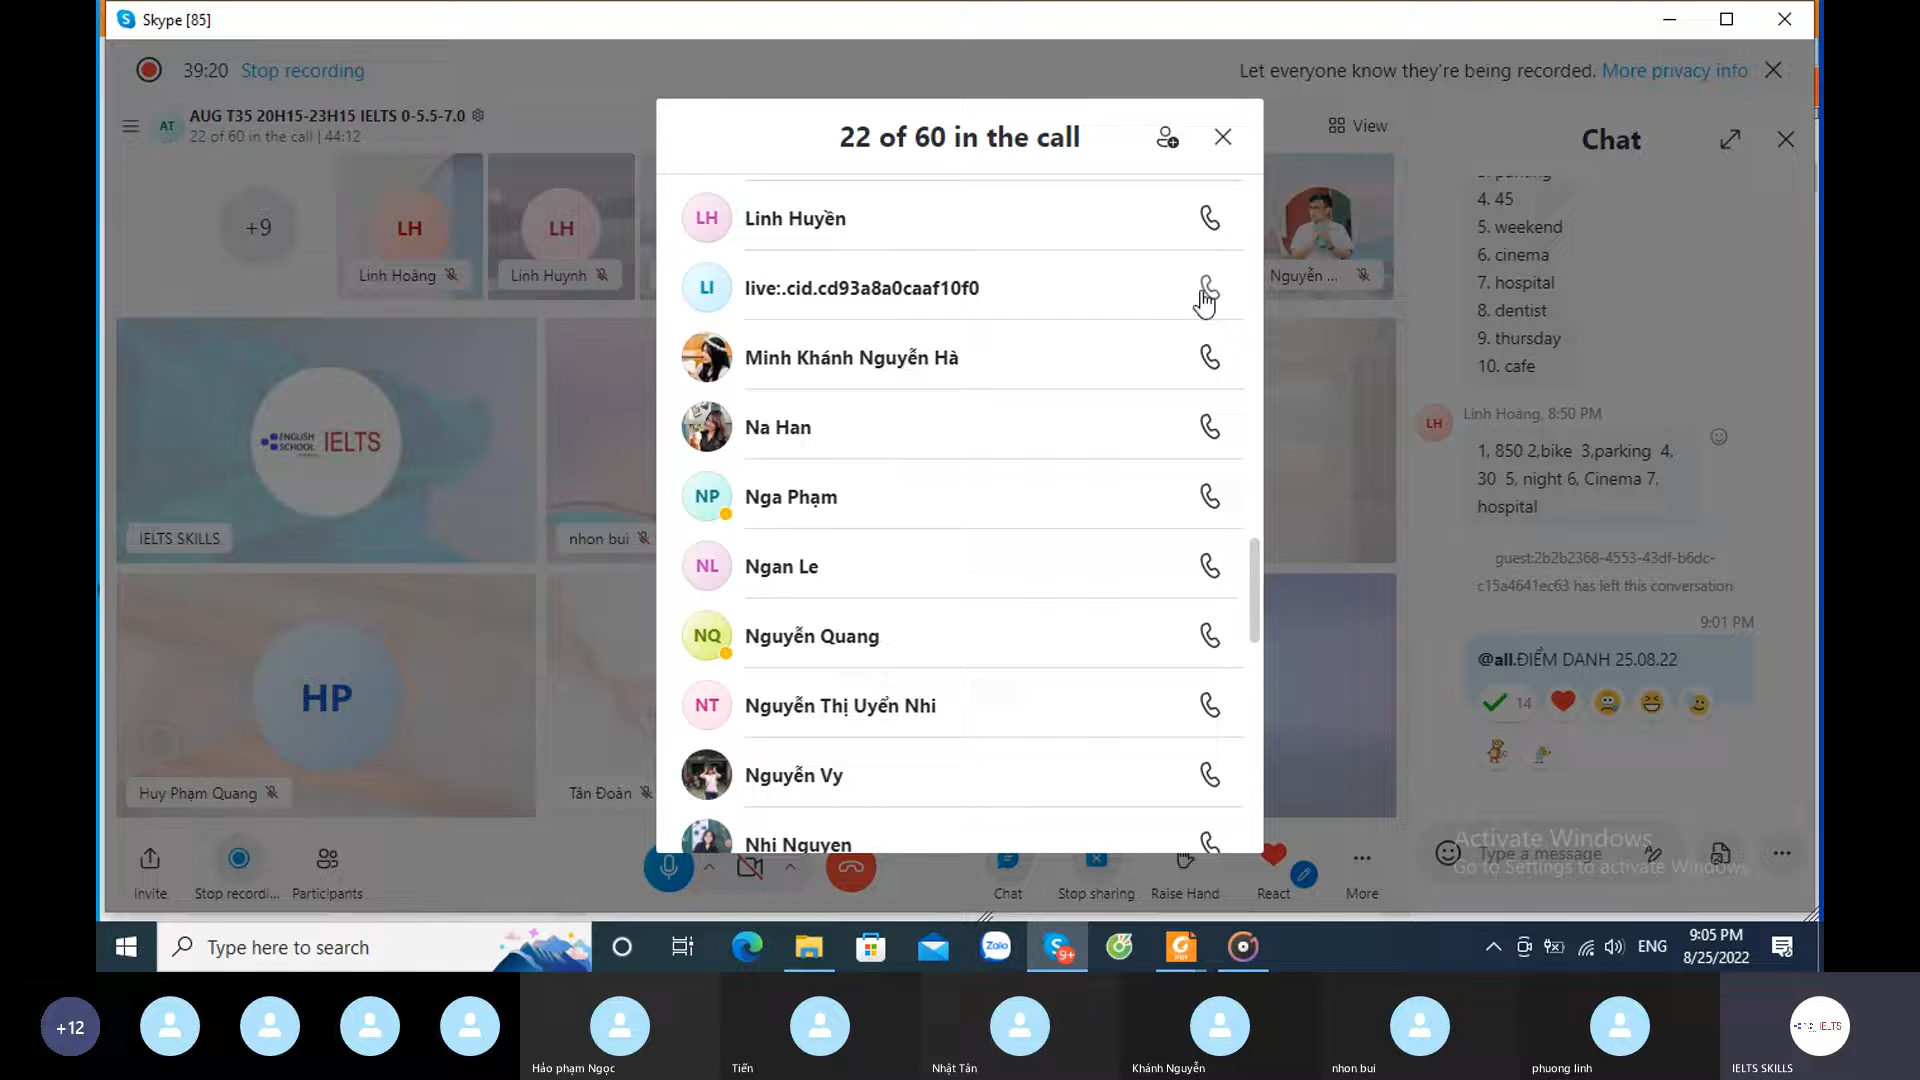 Skype [85]
39:20 Stop recording
Let everyone know they're being recorded. More privacy info
AUG T35 20H15-23H15 IELTS 0-5.5-7.0
AT
22 of 60 in the call | 44:12
View
+9
LH
Linh Hoàng
LH
Linh Huynh
Nguyễn ...
ENGLISH SCHOOL IELTS
IELTS SKILLS
nhon bui
HP
Huy Phạm Quang
Tân Đoàn
22 of 60 in the call
LH Linh Huyền
LI live:.cid.cd93a8a0caaf10f0
Minh Khánh Nguyễn Hà
Na Han
NP Nga Phạm
NL Ngan Le
NQ Nguyễn Quang
NT Nguyễn Thị Uyển Nhi
Nguyễn Vy
Nhi Nguyen
Chat
3. parking
4. 45
5. weekend
6. cinema
7. hospital
8. dentist
9. thursday
10. cafe
Linh Hoàng, 8:50 PM
LH
1, 850 2,bike 3,parking 4,
30 5, night 6, Cinema 7,
hospital
guest:2b2b2368-4553-43df-b6dc-
c15a4641ec63 has left this conversation
9:01 PM
@all.ĐIỂM DANH 25.08.22
14
Type a message
Activate Windows
Go to Settings to activate Windows.
Invite
Stop recordi...
Participants
Chat
Stop sharing
Raise Hand
React
More
Type here to search
Zalo
9+
PDF
ENG
9:05 PM
8/25/2022
+12
Hảo phạm Ngọc
Tiến
Nhật Tân
Khánh Nguyễn
nhon bui
phuong linh
IELTS
IELTS SKILLS